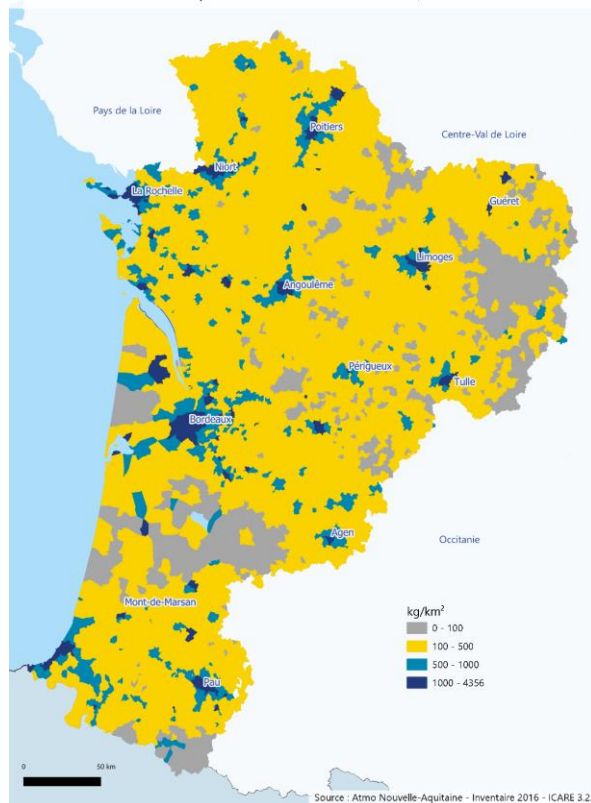 Pays de la Loire
Poitiers
Centre-Val de Loire
Niort
La Rochelle
Guéret
Limoges
Angoulême
Périgueux
Tulle
Bordeaux
Agen
Occitanie
Mont-de-Marsan
kg/km²
0 - 100
100 - 500
500 - 1000
1000 - 4356
Pau
0 50 km
Source : Atmo Nouvelle-Aquitaine - Inventaire 2016 - ICARE 3.2